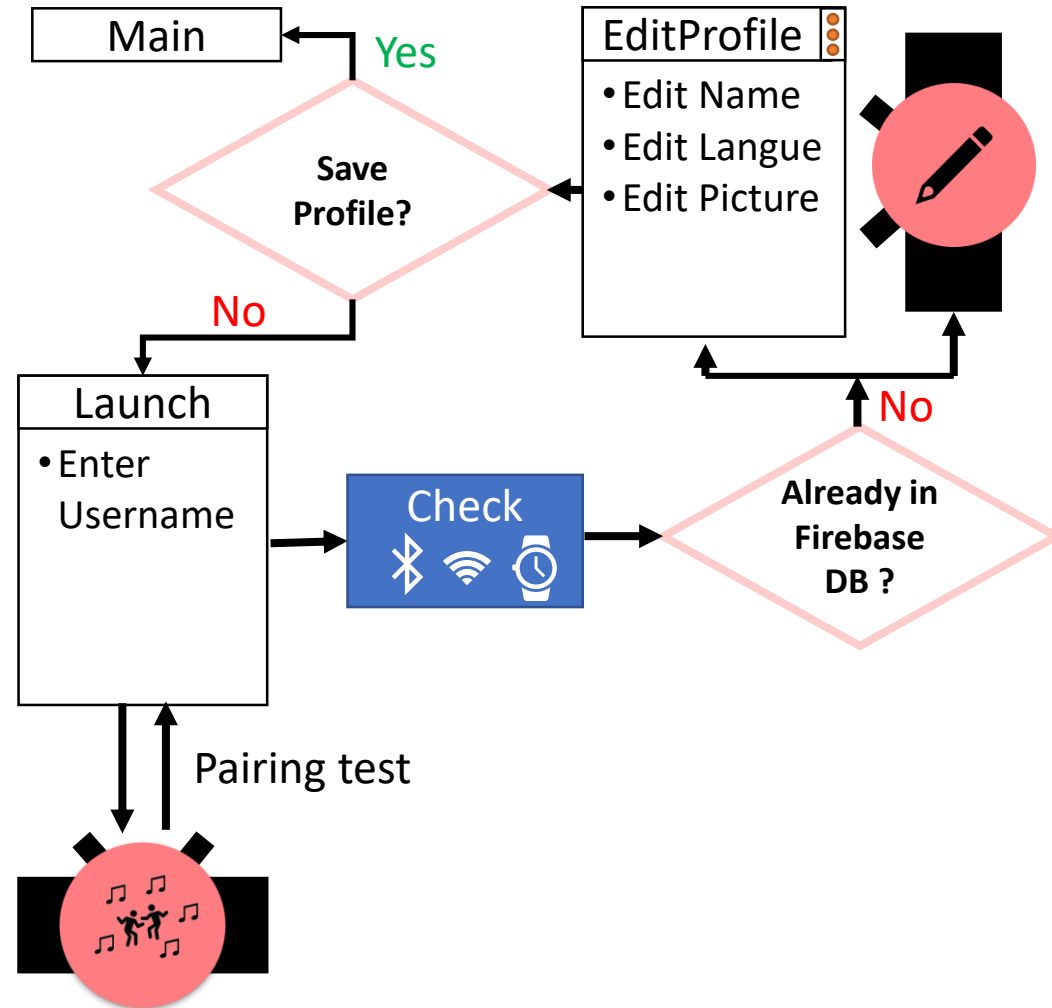 Main
Yes
EditProfile
• Edit Name
• Edit Langue
• Edit Picture
Save
Profile?
No
Launch
• Enter
Username
Check
No
Already in
Firebase
DB ?
Pairing test